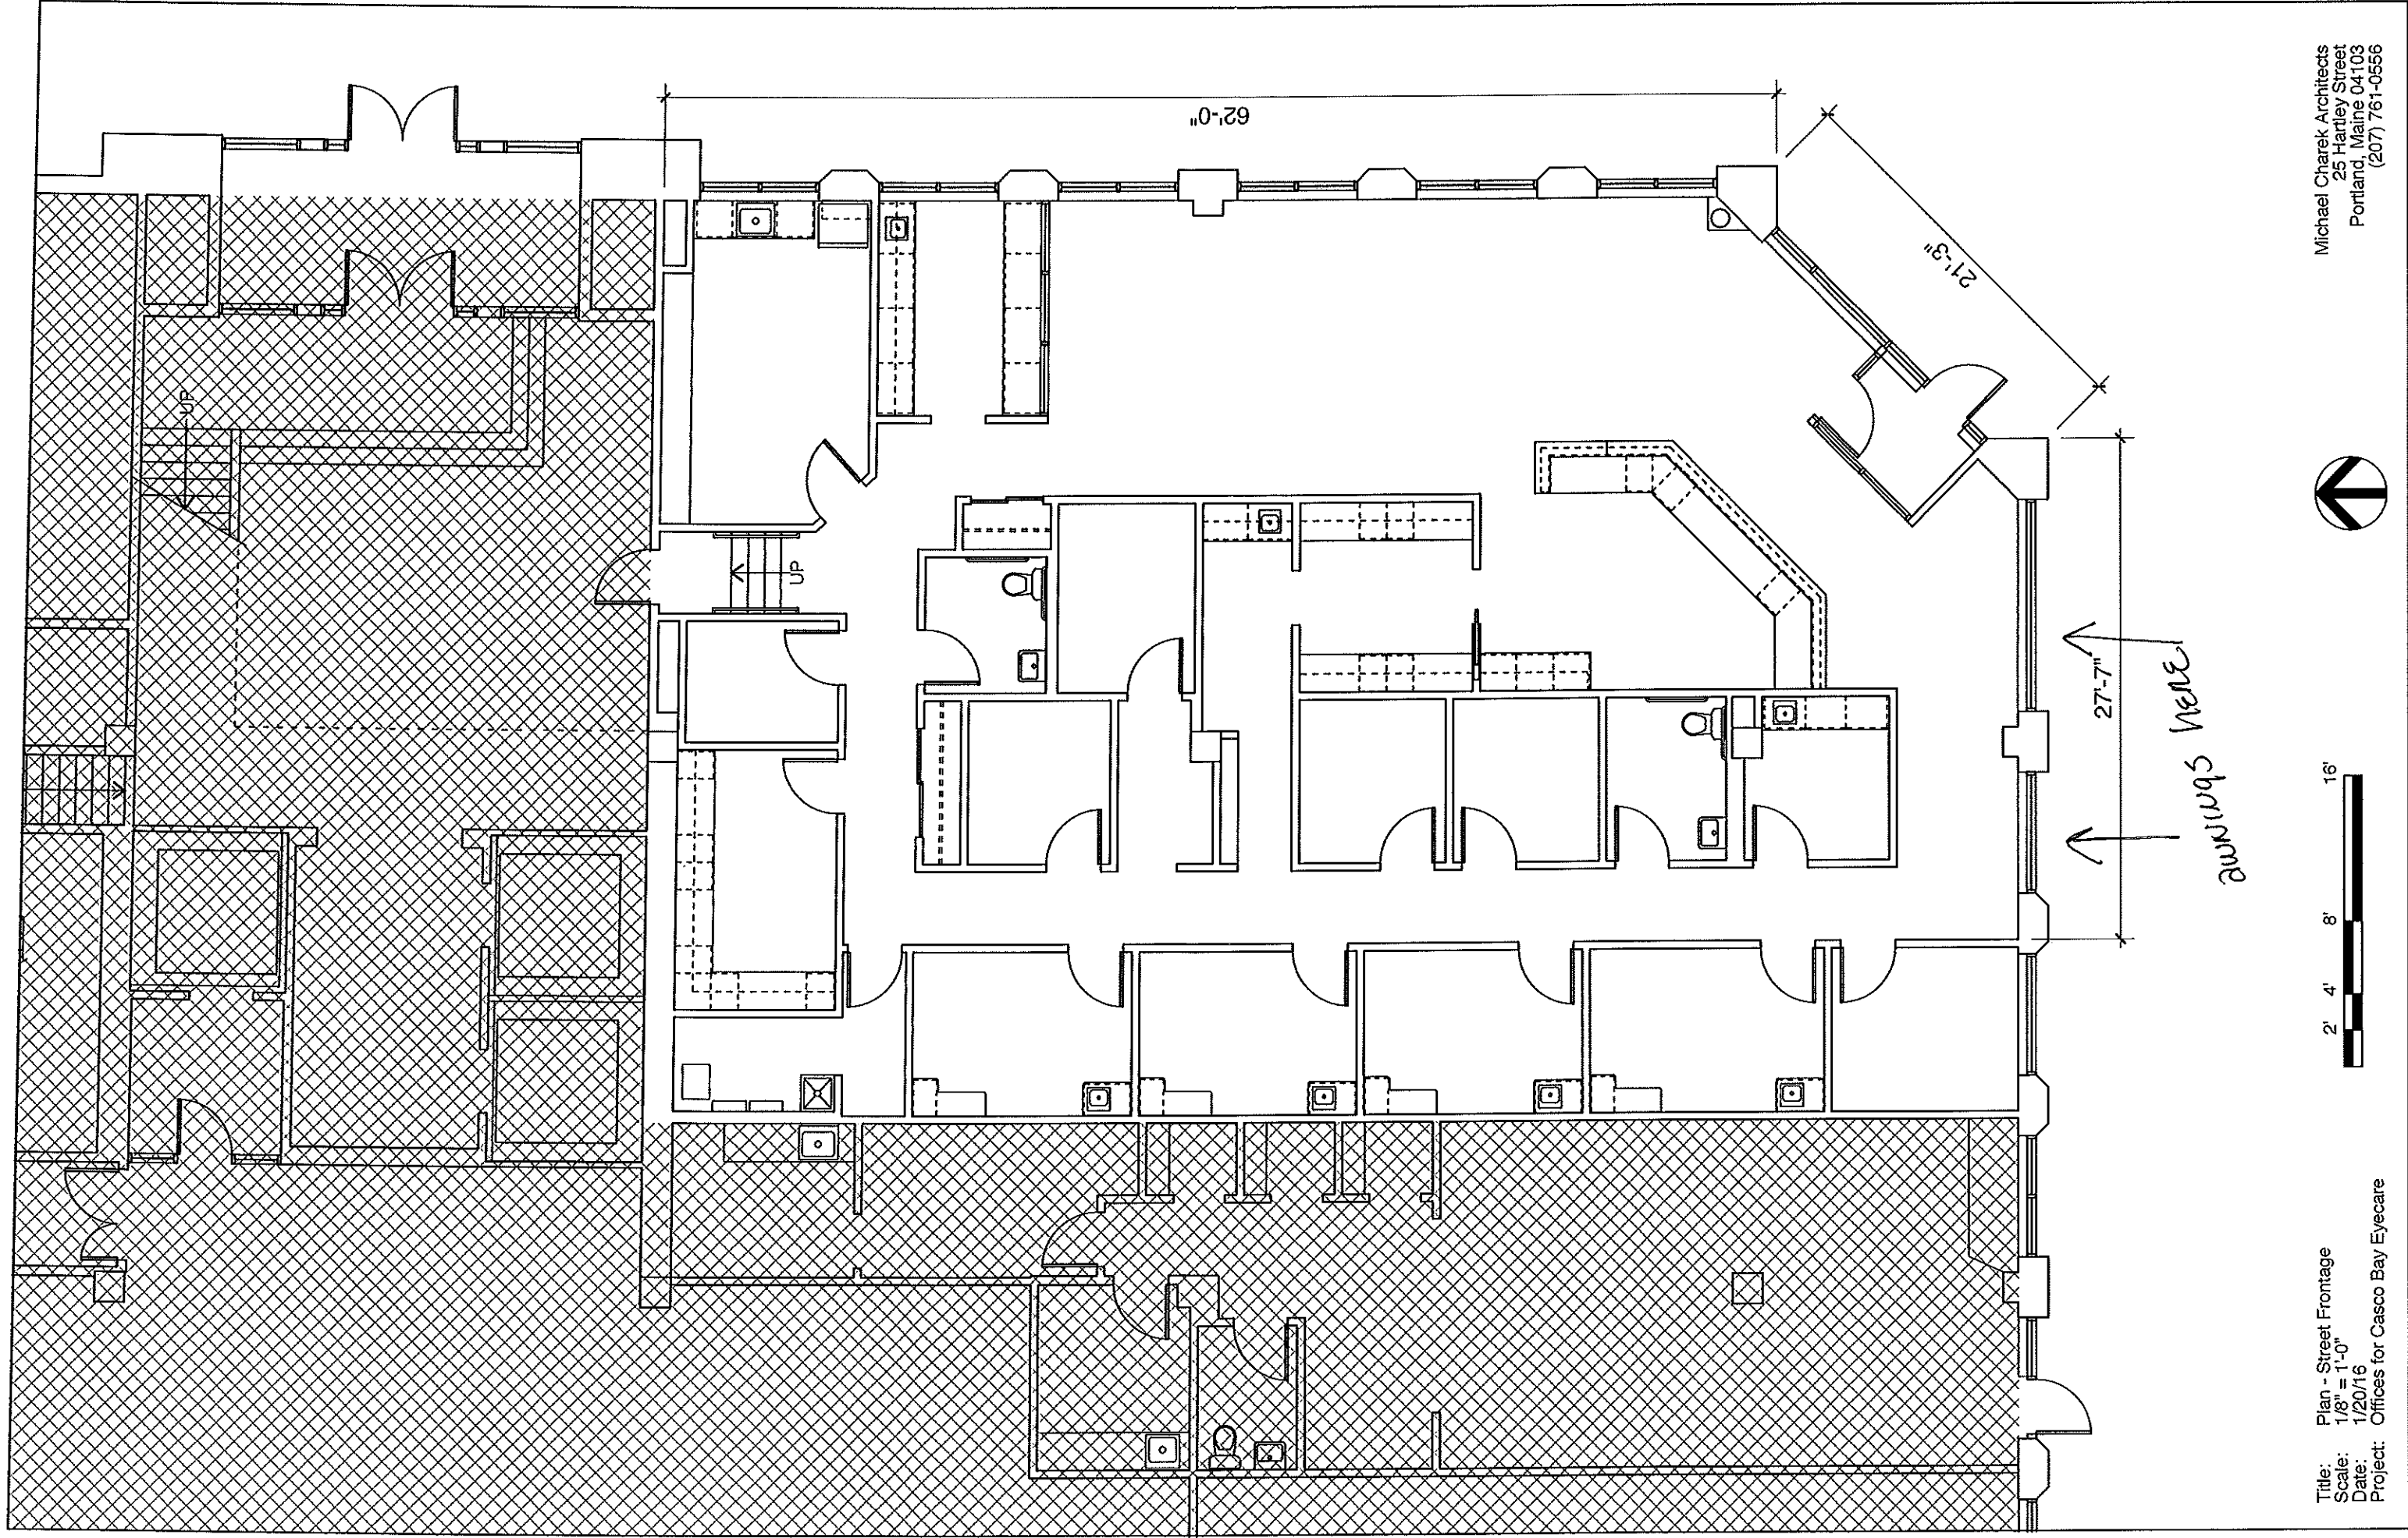 UP
UP
62'-0"
21'-3"
27'-7"
awnings here
2' 4' 8' 16'
Michael Charek Architects
25 Hartley Street
Portland, Maine 04103
(207) 761-0556
Title: Plan - Street Frontage
Scale: 1/8" = 1'-0"
Date: 1/20/16
Project: Offices for Casco Bay Eyecare